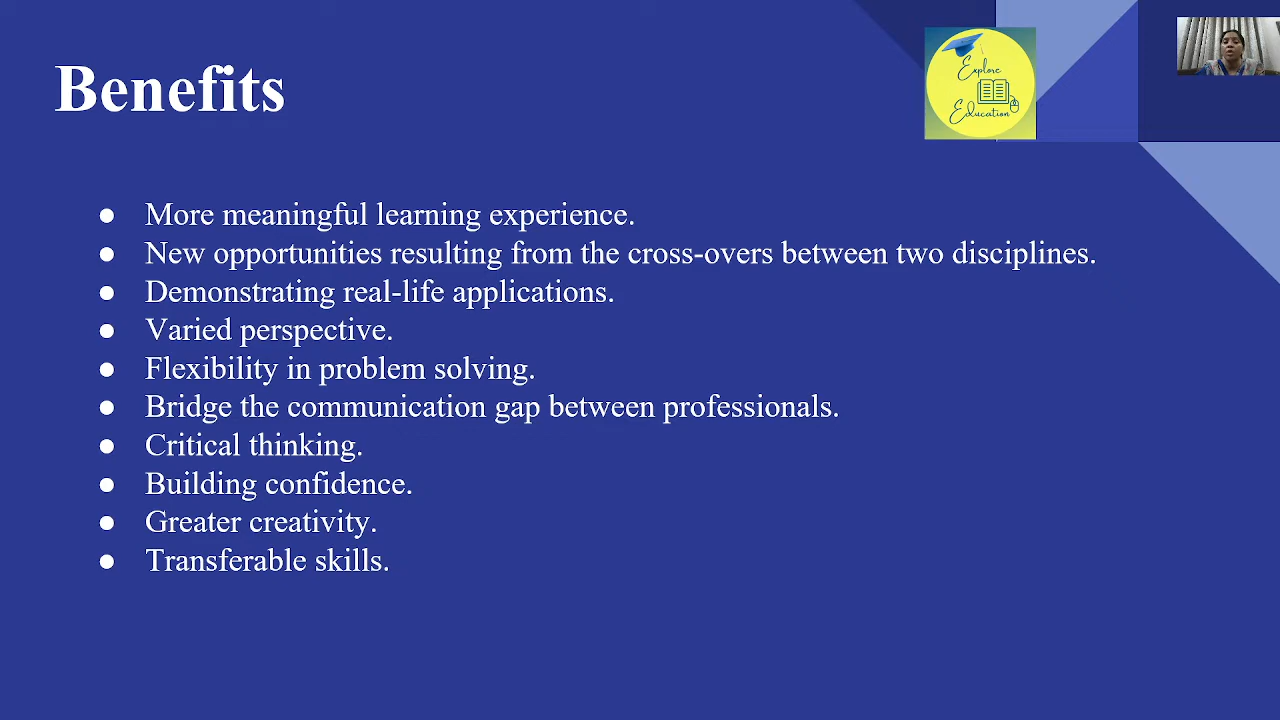 Benefits
Explore
Education
● More meaningful learning experience.
● New opportunities resulting from the cross-overs between two disciplines.
● Demonstrating real-life applications.
● Varied perspective.
● Flexibility in problem solving.
● Bridge the communication gap between professionals.
● Critical thinking.
● Building confidence.
● Greater creativity.
● Transferable skills.